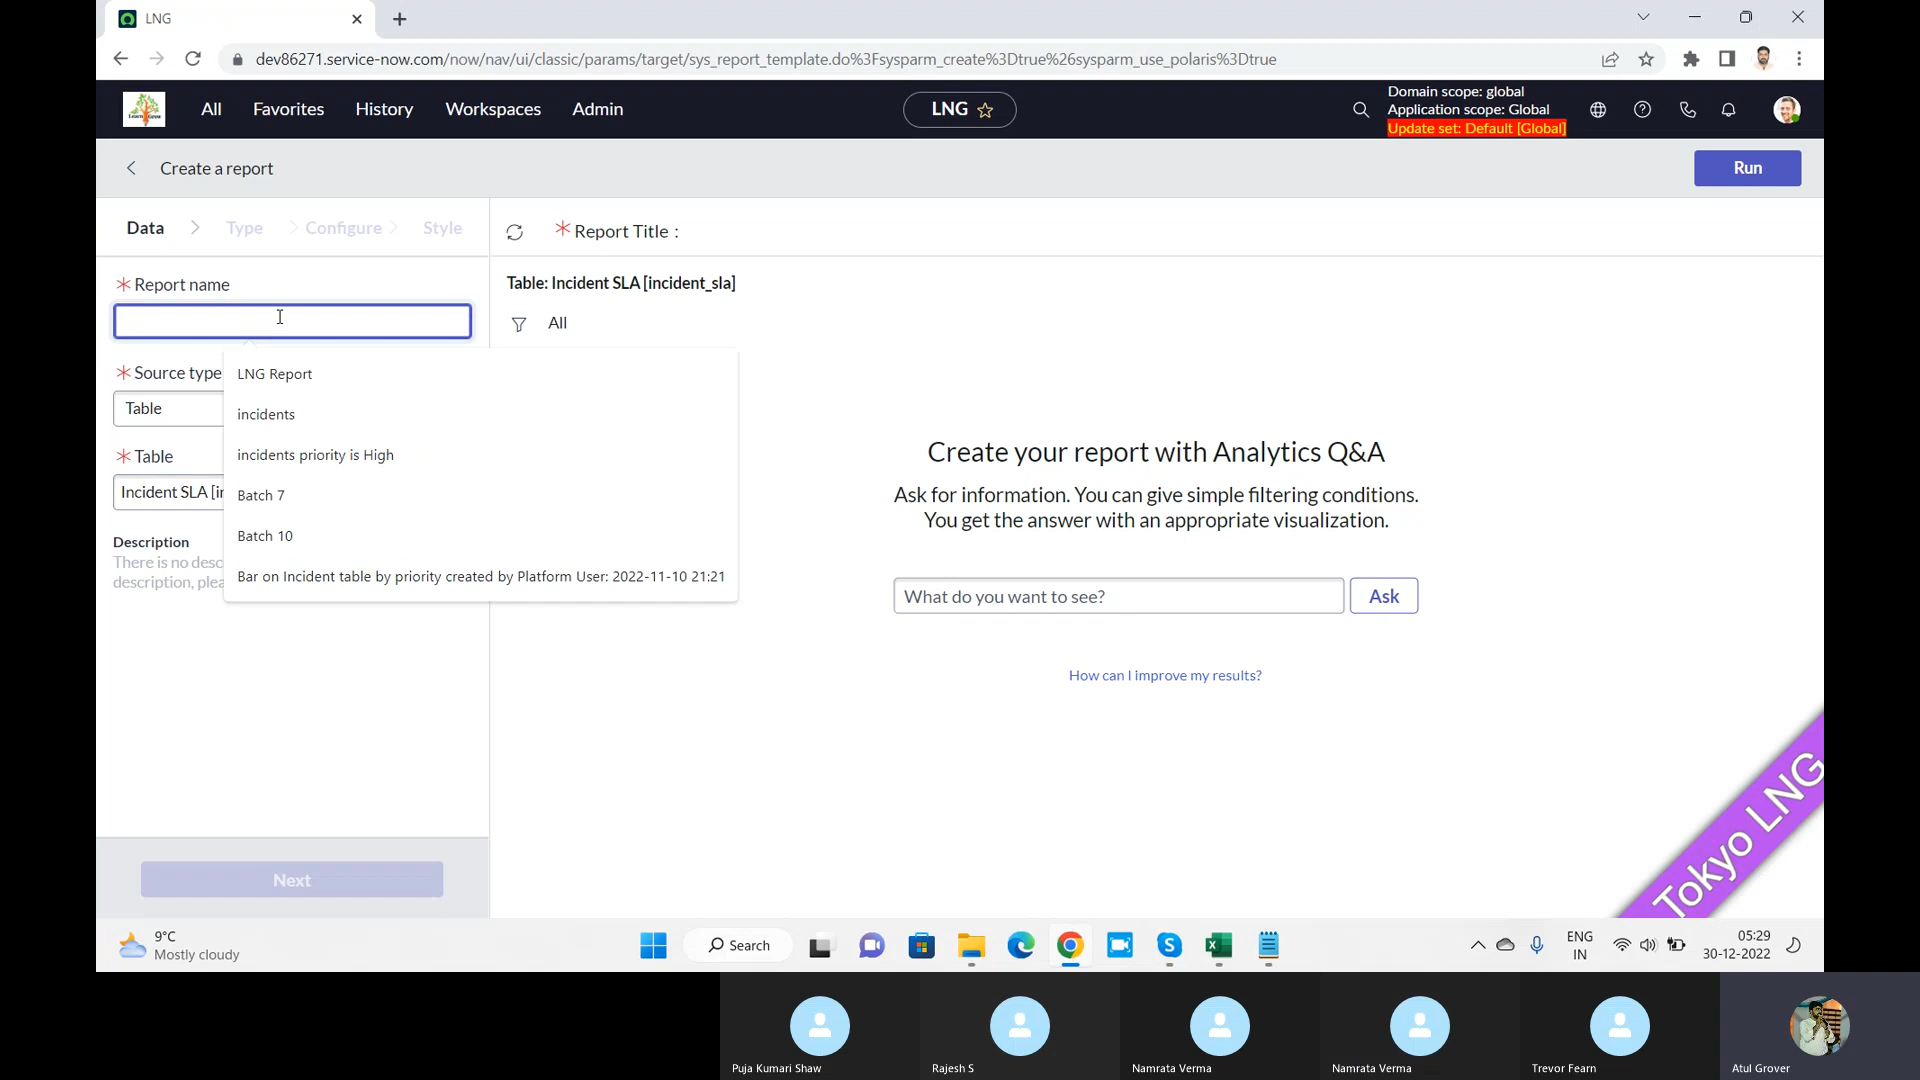 LNG
dev86271.service-now.com/now/nav/ui/classic/params/target/sys_report_template.do%3Fsysparm_create%3Dtrue%26sysparm_use_polaris%3Dtrue
All
Favorites
History
Workspaces
Admin
LNG
Domain scope: global
Application scope: Global
Update set: Default [Global]
Create a report
Run
Data
Type
Configure
Style
* Report Title :
* Report name
Table: Incident SLA [incident_sla]
All
LNG Report
* Source type
incidents
Table
incidents priority is High
* Table
Incident SLA [in
Batch 7
Batch 10
Description
There is no desc
description, plea
Bar on Incident table by priority created by Platform User: 2022-11-10 21:21
Create your report with Analytics Q&A
Ask for information. You can give simple filtering conditions.
You get the answer with an appropriate visualization.
What do you want to see?
Ask
How can I improve my results?
Tokyo LNG
Next
9°C
Mostly cloudy
Search
ENG
IN
05:29
30-12-2022
Puja Kumari Shaw
Rajesh S
Namrata Verma
Namrata Verma
Trevor Fearn
Atul Grover